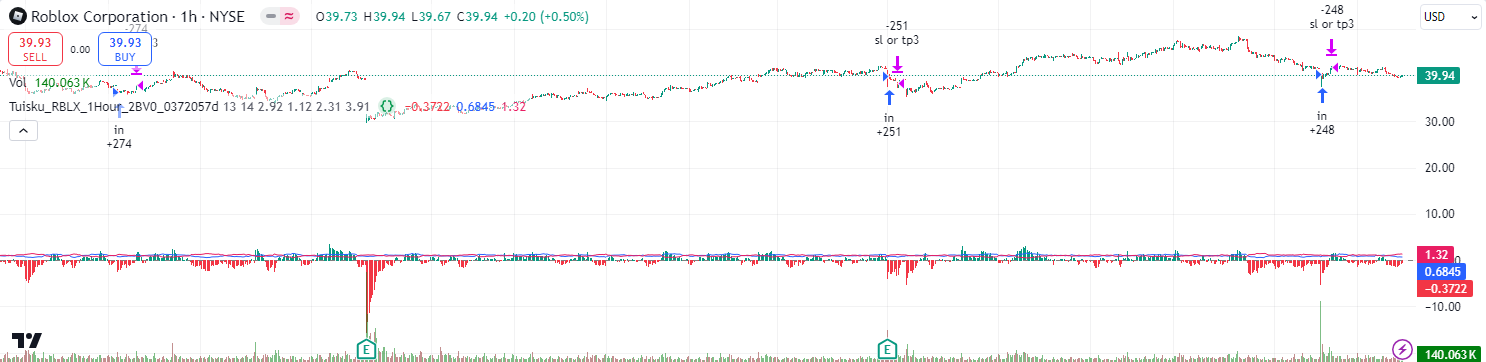 Roblox Corporation · 1h · NYSE O39.73 H39.94 L39.67 C39.94 +0.20 (+0.50%)
USD
39.93 SELL
0.00
39.93 BUY
-274
3
Vol 140.063 K
Tuisku_RBLX_1Hour_2BV0_0372057d 13 14 2.92 1.12 2.31 3.91 −0.3722 0.6845 1.32
in
+274
-251
sl or tp3
in
+251
-248
sl or tp3
in
+248
39.94
30.00
20.00
10.00
1.32
0
0.6845
−0.3722
−10.00
140.063 K
E
E